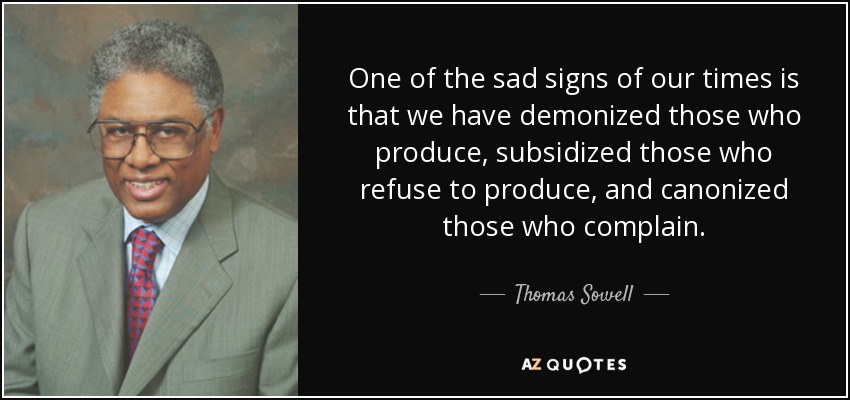 One of the sad signs of our times is
that we have demonized those who
produce, subsidized those who
refuse to produce, and canonized
those who complain.
Thomas Sowell
AZ QUOTES